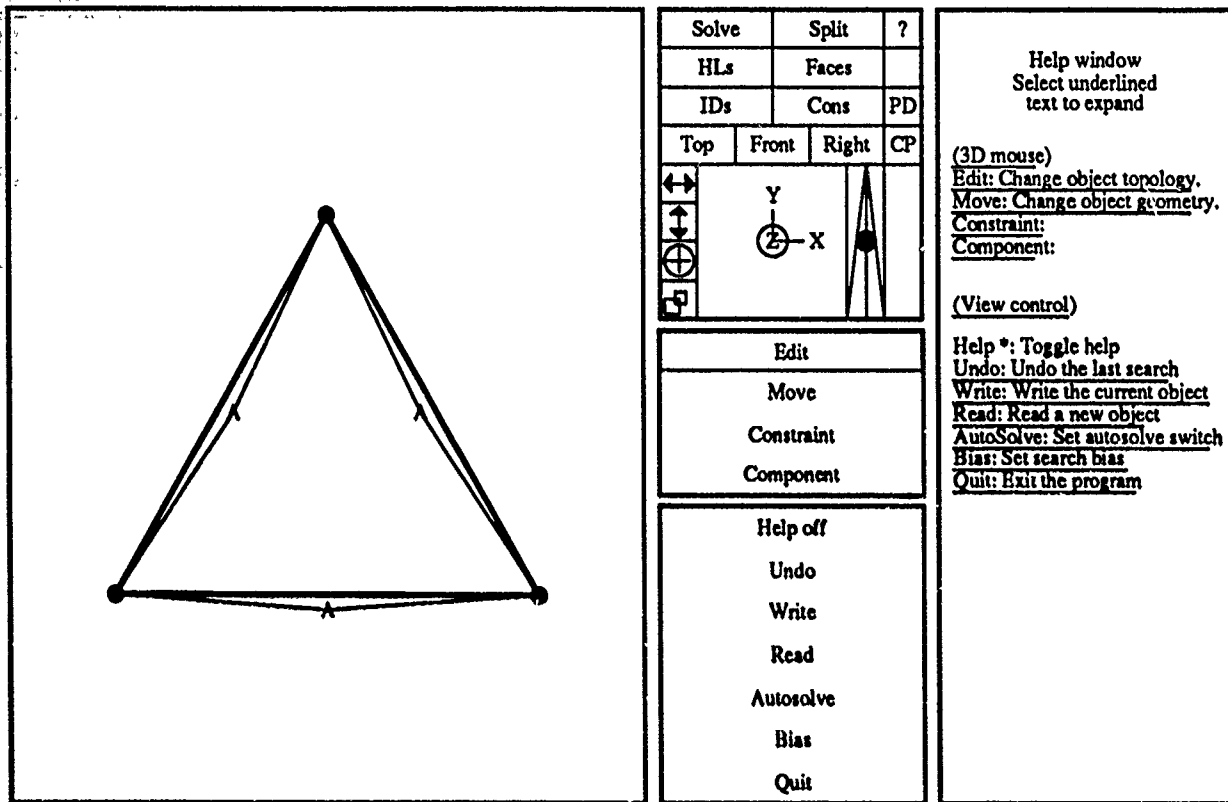 Solve Split ?
HLs Faces
IDs Cons PD
Top Front Right CP
Y
Z X
Edit
Move
Constraint
Component
Help off
Undo
Write
Read
Autosolve
Bias
Quit
A A
A
Help window
Select underlined
text to expand
(3D mouse)
Edit: Change object topology.
Move: Change object geometry.
Constraint:
Component:
(View control)
Help *: Toggle help
Undo: Undo the last search
Write: Write the current object
Read: Read a new object
AutoSolve: Set autosolve switch
Bias: Set search bias
Quit: Exit the program